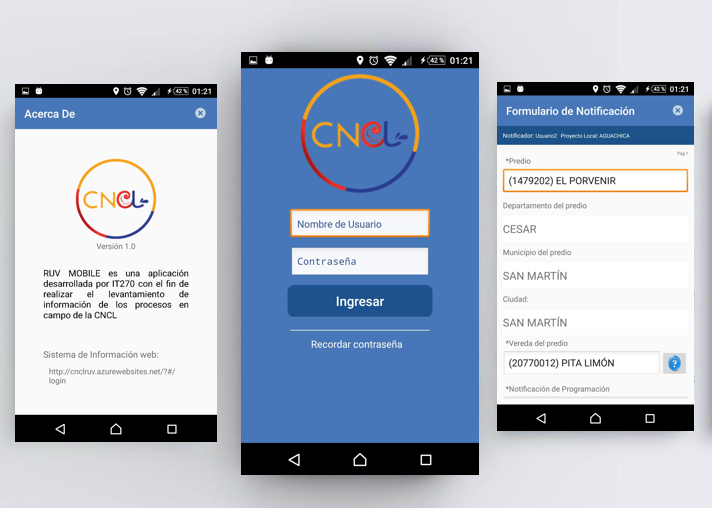 42 %
01:21
Acerca De
CNCL
Versión 1.0
RUV MOBILE es una aplicación
desarrollada por IT270 con el fin de
realizar el levantamiento de
información de los procesos en
campo de la CNCL
Sistema de Información web:
http://cnclruv.azurewebsites.net/?#/
login
42 %
01:21
CNCL
Nombre de Usuario
Contraseña
Ingresar
Recordar contraseña
42 %
01:21
Formulario de Notificación
Notificador: Usuario2 Proyecto Local: AGUACHICA
Pág.1
*Predio
(1479202) EL PORVENIR
Departamento del predio
CESAR
Municipio del predio
SAN MARTÍN
Ciudad:
SAN MARTÍN
*Vereda del predio
(20770012) PITA LIMÓN
?
*Notificación de Programación